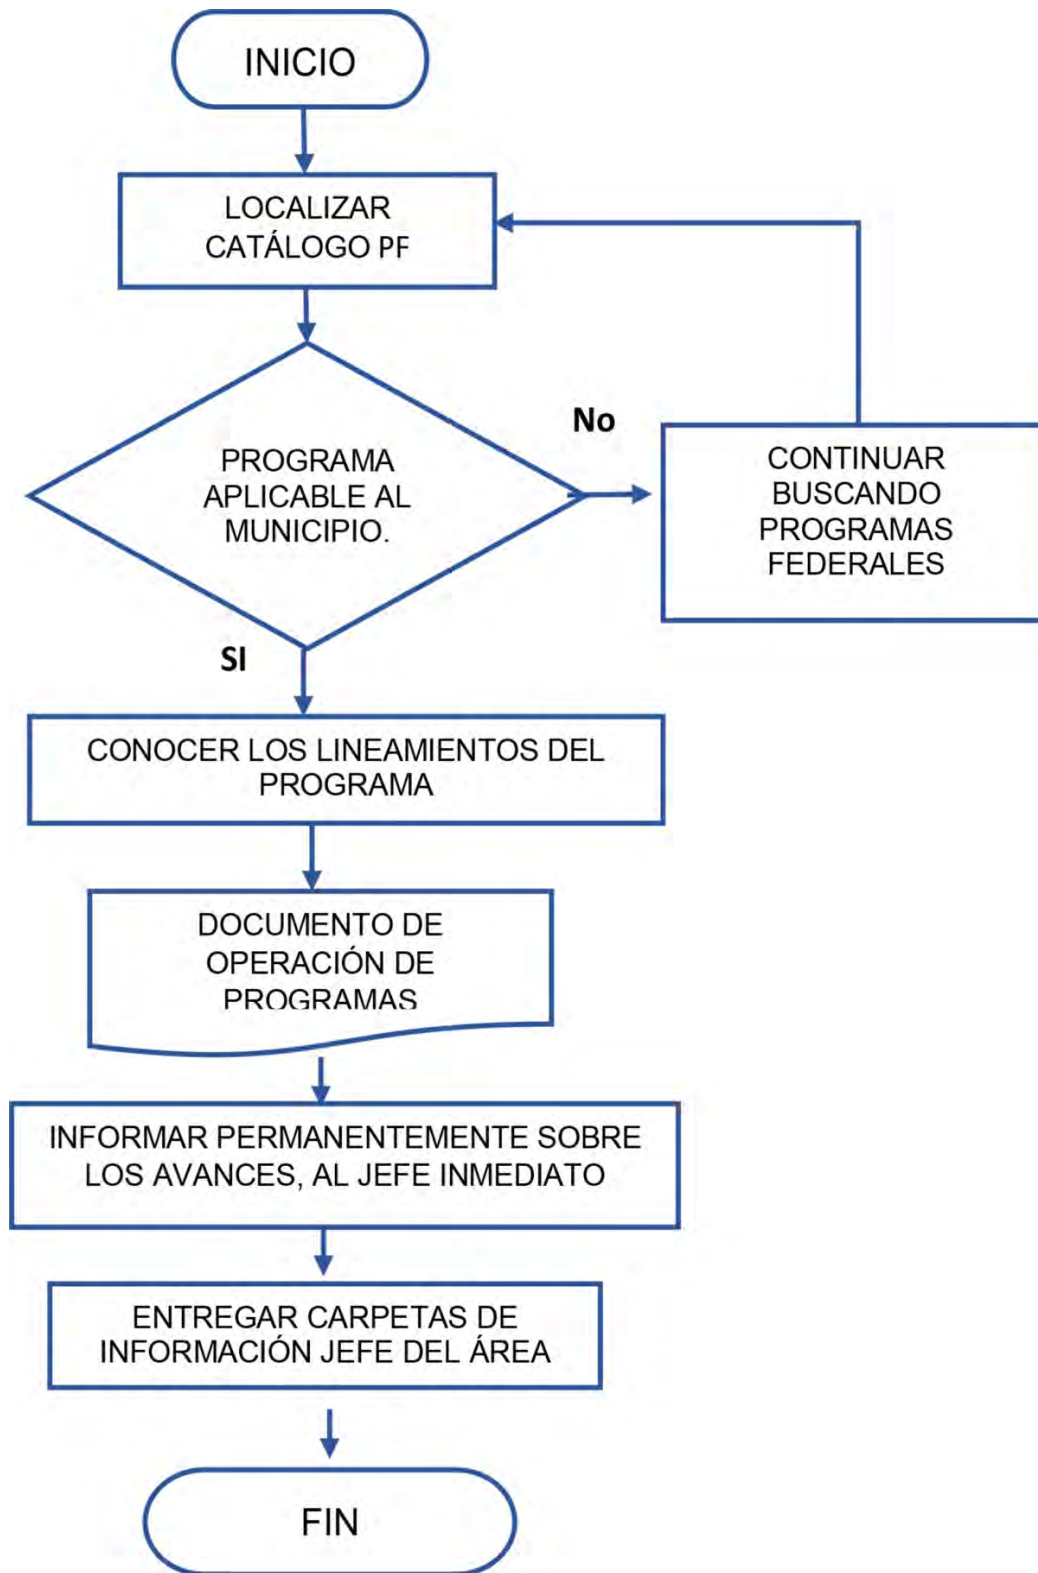 INICIO
LOCALIZAR
CATÁLOGO PF
PROGRAMA
APLICABLE AL
MUNICIPIO.
No
CONTINUAR
BUSCANDO
PROGRAMAS
FEDERALES
SI
CONOCER LOS LINEAMIENTOS DEL
PROGRAMA
DOCUMENTO DE
OPERACIÓN DE
PROGRAMAS
INFORMAR PERMANENTEMENTE SOBRE
LOS AVANCES, AL JEFE INMEDIATO
ENTREGAR CARPETAS DE
INFORMACIÓN JEFE DEL ÁREA
FIN